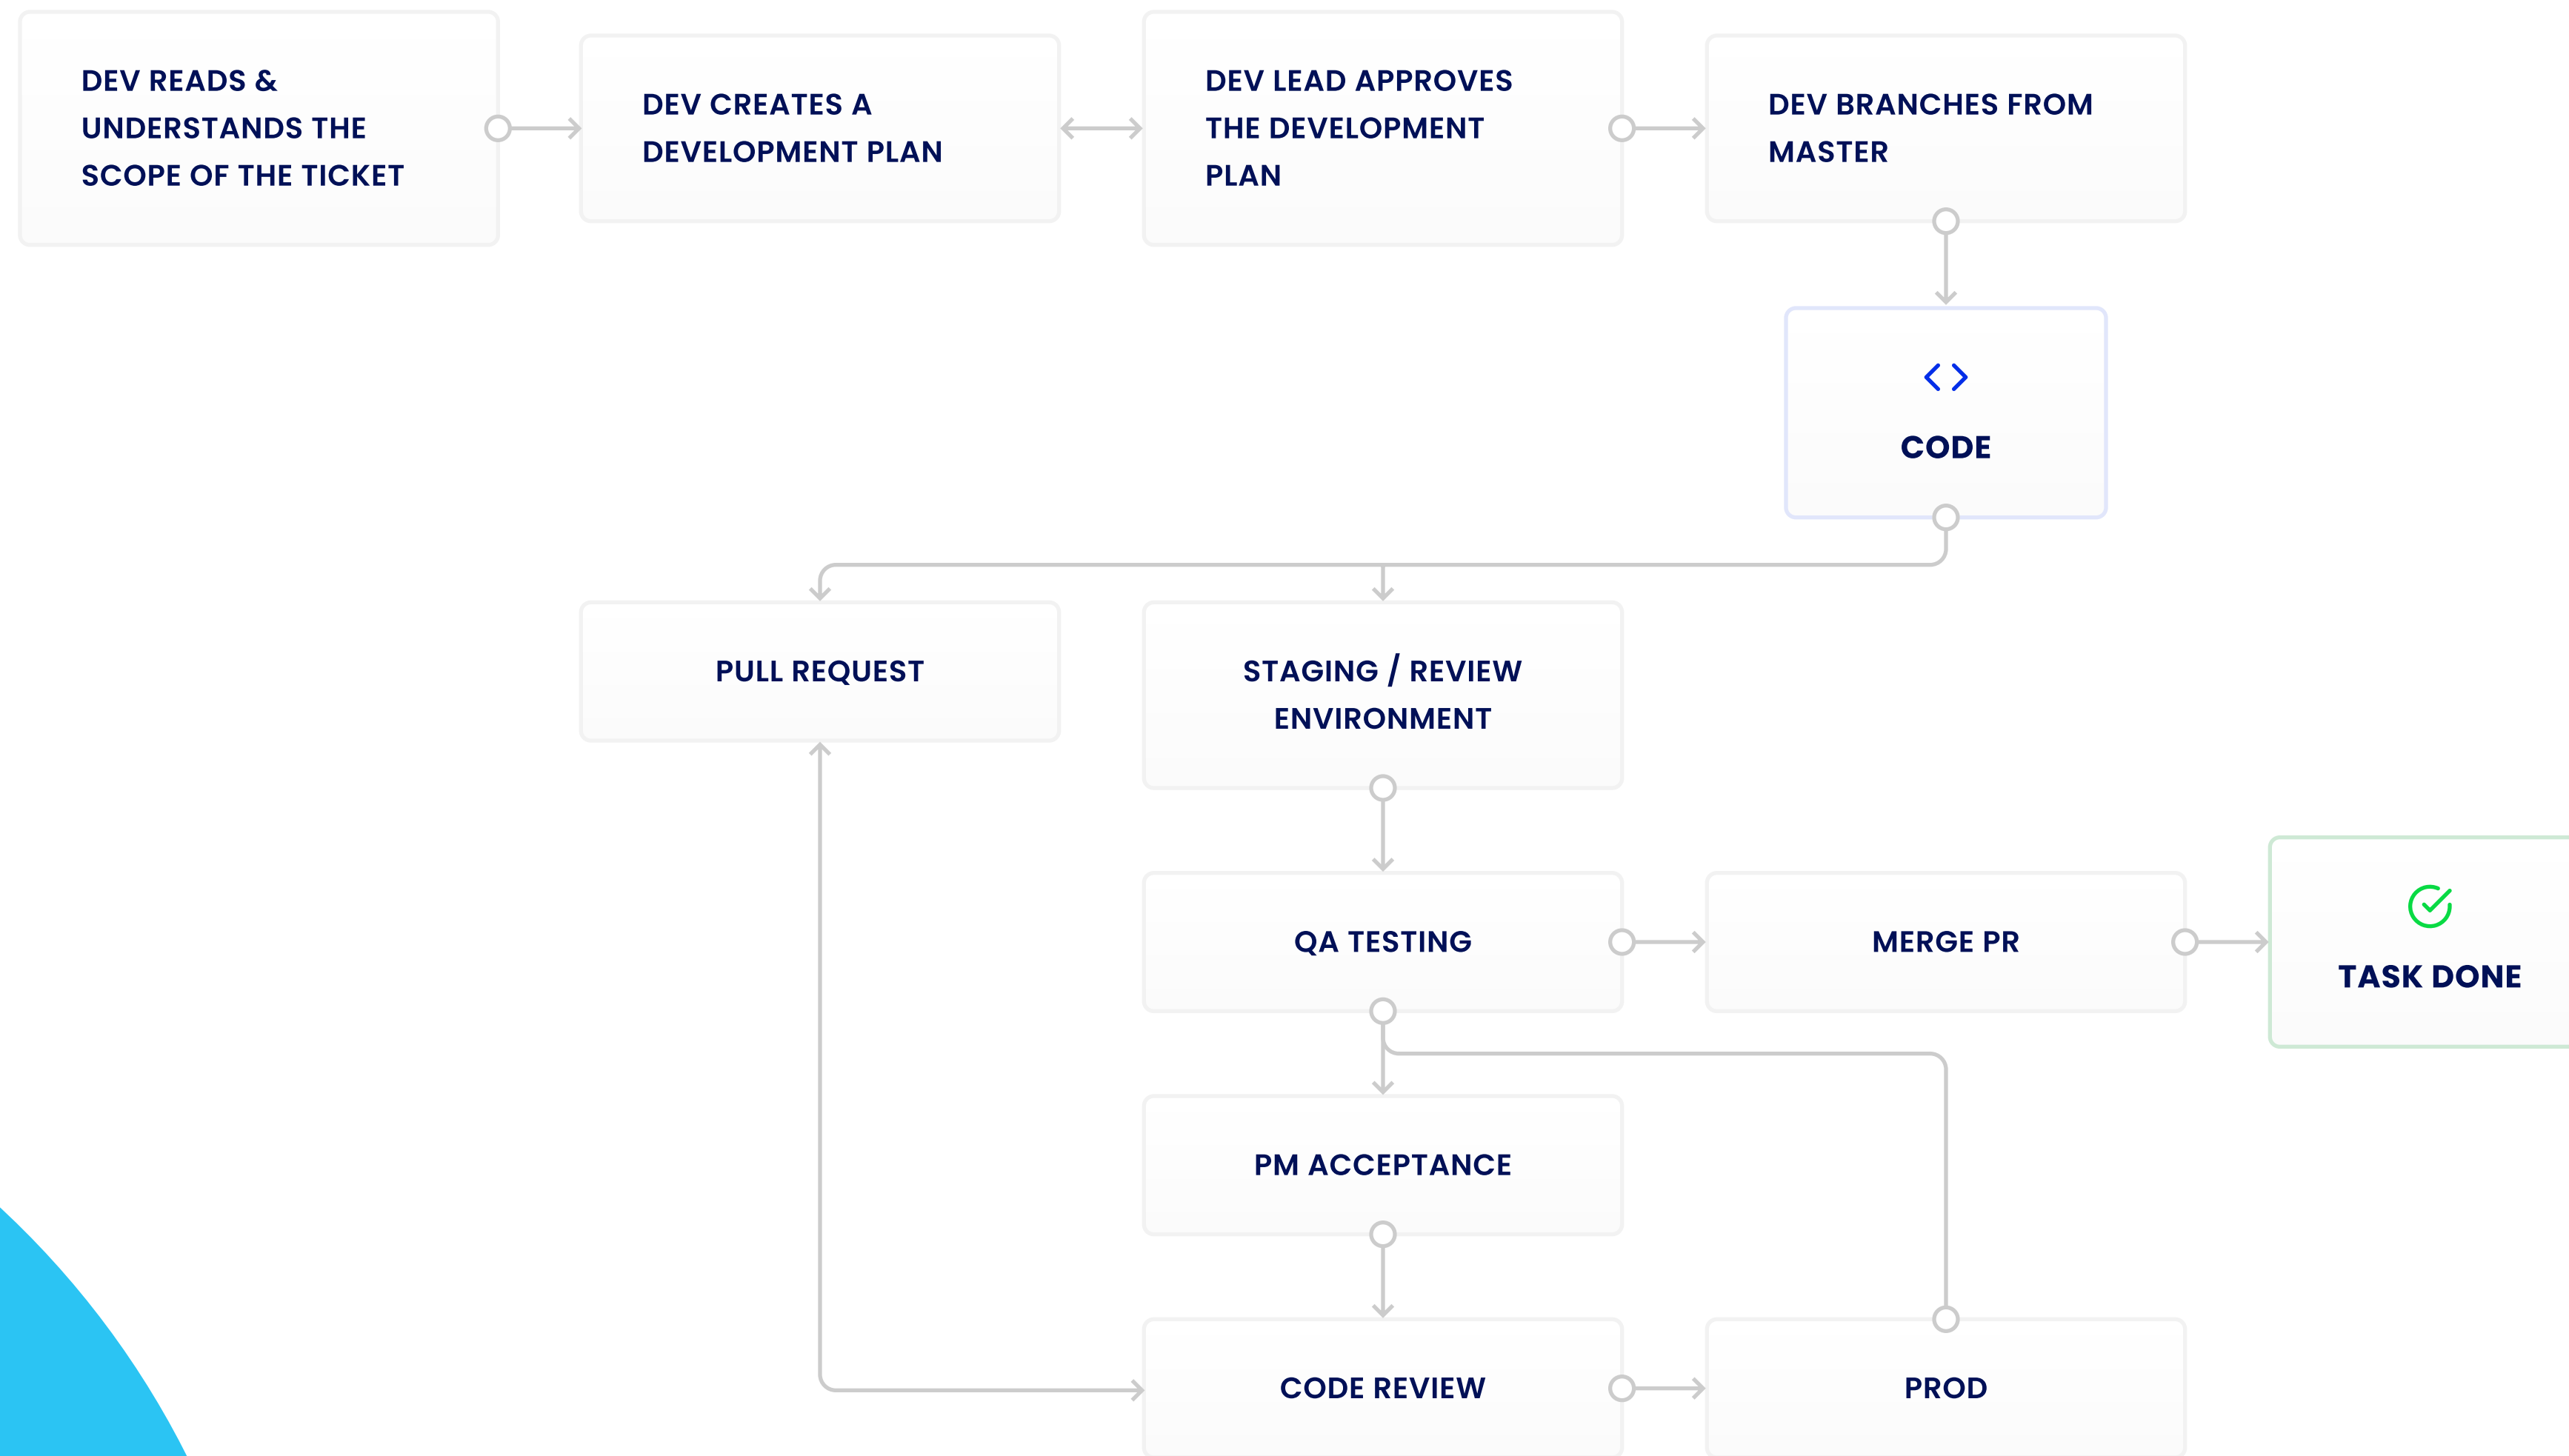 DEV READS &
UNDERSTANDS THE
SCOPE OF THE TICKET
DEV CREATES A
DEVELOPMENT PLAN
DEV LEAD APPROVES
THE DEVELOPMENT
PLAN
DEV BRANCHES FROM
MASTER
CODE
PULL REQUEST
STAGING / REVIEW
ENVIRONMENT
QA TESTING
MERGE PR
TASK DONE
PM ACCEPTANCE
CODE REVIEW
PROD